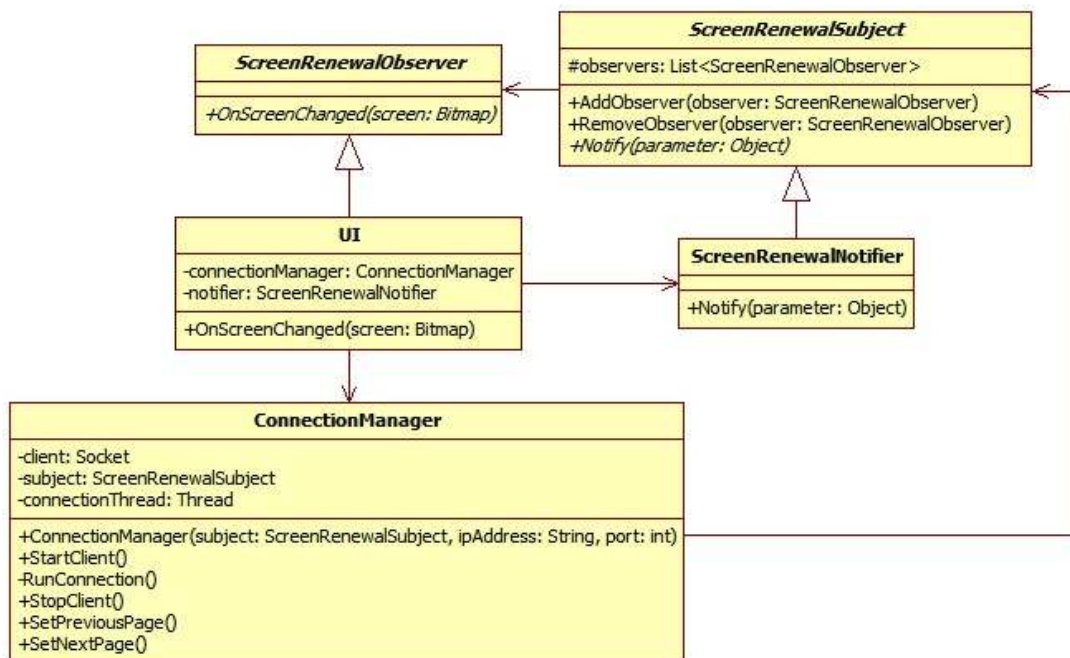 ScreenRenewalSubject
#observers: List<ScreenRenewalObserver>
+AddObserver(observer: ScreenRenewalObserver)
+RemoveObserver(observer: ScreenRenewalObserver)
+Notify(parameter: Object)
ScreenRenewalObserver
+OnScreenChanged(screen: Bitmap)
UI
-connectionManager: ConnectionManager
-notifier: ScreenRenewalNotifier
+OnScreenChanged(screen: Bitmap)
ScreenRenewalNotifier
+Notify(parameter: Object)
ConnectionManager
-client: Socket
-subject: ScreenRenewalSubject
-connectionThread: Thread
+ConnectionManager(subject: ScreenRenewalSubject, ipAddress: String, port: int)
+StartClient()
-RunConnection()
+StopClient()
+SetPreviousPage()
+SetNextPage()